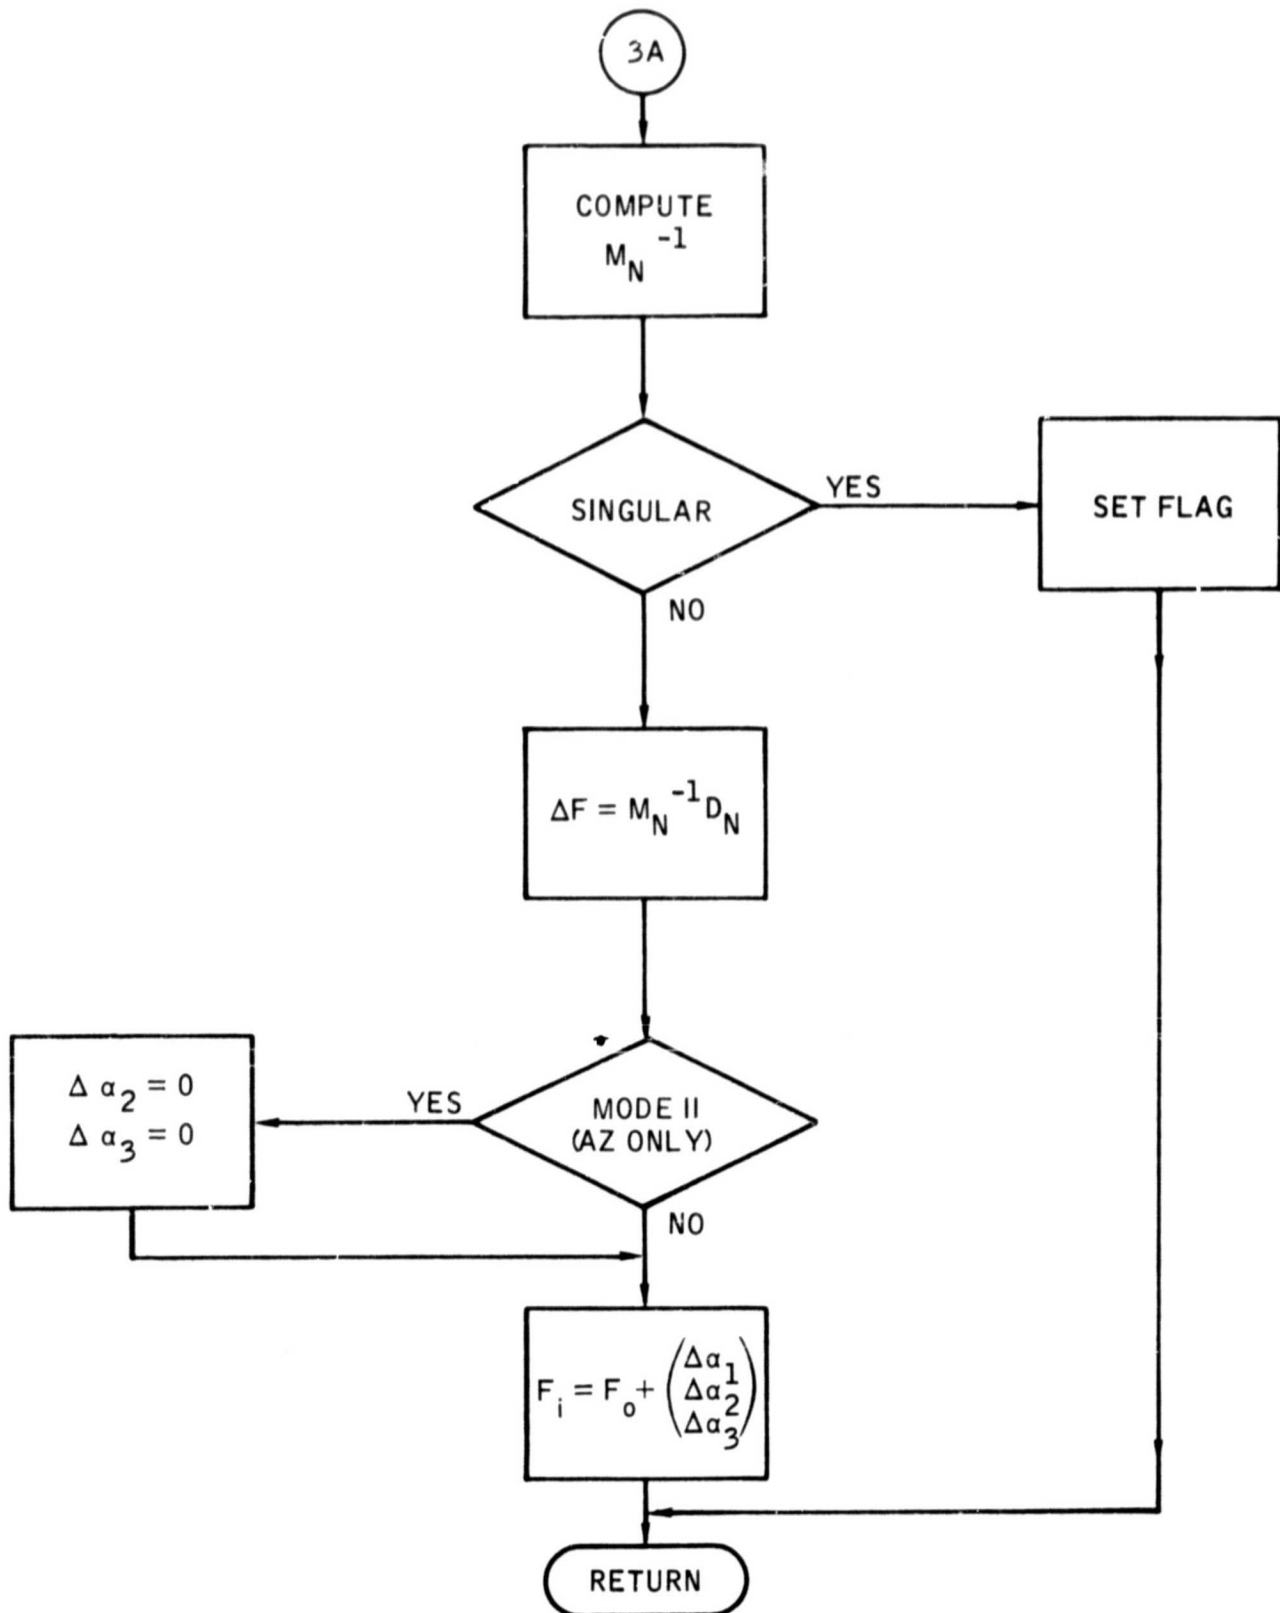 3A
COMPUTE
M_N^-1
SINGULAR
YES
SET FLAG
NO
ΔF = M_N^-1 D_N
Δ α_2 = 0
Δ α_3 = 0
YES
MODE II
(AZ ONLY)
NO
F_i = F_o + (Δα_1
Δα_2
Δα_3)
RETURN